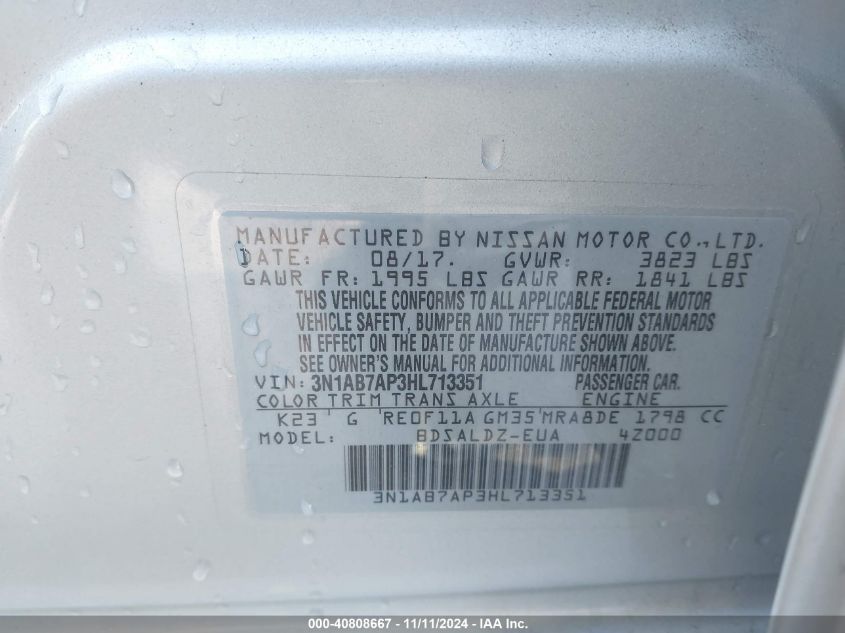 MANUFACTURED BY NISSAN MOTOR CO., LTD.
DATE: 08/17. GVWR: 3823 LBS
GAWR FR: 1995 LBS GAWR RR: 1841 LBS
THIS VEHICLE CONFORMS TO ALL APPLICABLE FEDERAL MOTOR
VEHICLE SAFETY, BUMPER AND THEFT PREVENTION STANDARDS
IN EFFECT ON THE DATE OF MANUFACTURE SHOWN ABOVE.
SEE OWNER'S MANUAL FOR ADDITIONAL INFORMATION.
VIN: 3N1AB7AP3HL713351 PASSENGER CAR.
COLOR TRIM TRANS AXLE ENGINE
K23 G RE0F11A GM35 MRA8DE 1798 CC
MODEL: BDSALDZ-EUA 4Z000
3N1AB7AP3HL713351
000-40808667 - 11/11/2024 - IAA Inc.